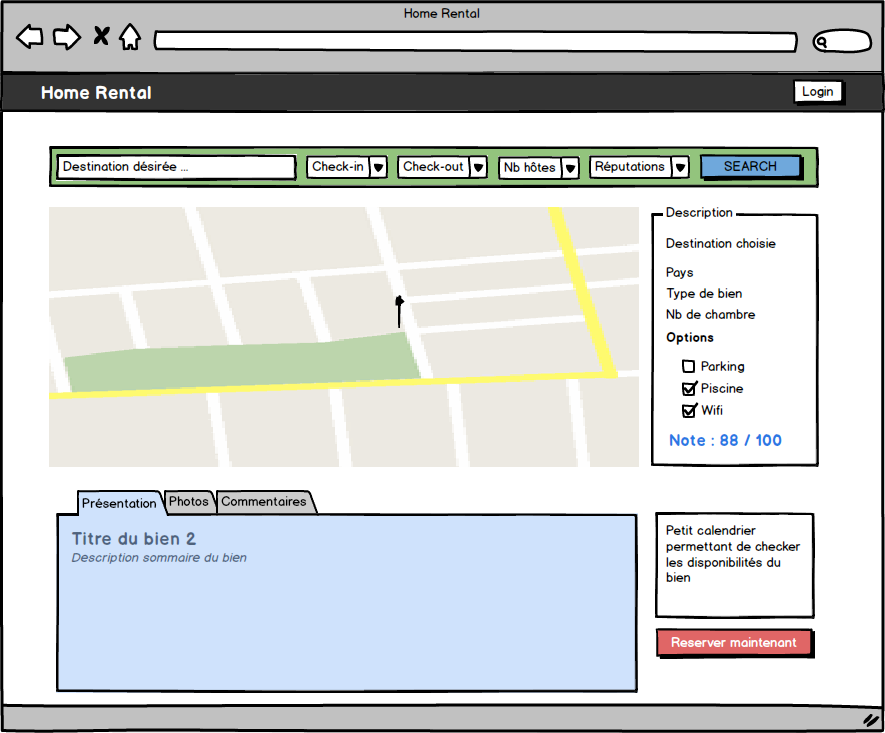 Home Rental
Home Rental
Login
Destination désirée ...
Check-in
Check-out
Nb hôtes
Réputations
SEARCH
Description
Destination choisie
Pays
Type de bien
Nb de chambre
Options
Parking
Piscine
Wifi
Note : 88 / 100
Présentation
Photos
Commentaires
Titre du bien 2
Description sommaire du bien
Petit calendrier
permettant de checker
les disponibilités du
bien
Reserver maintenant